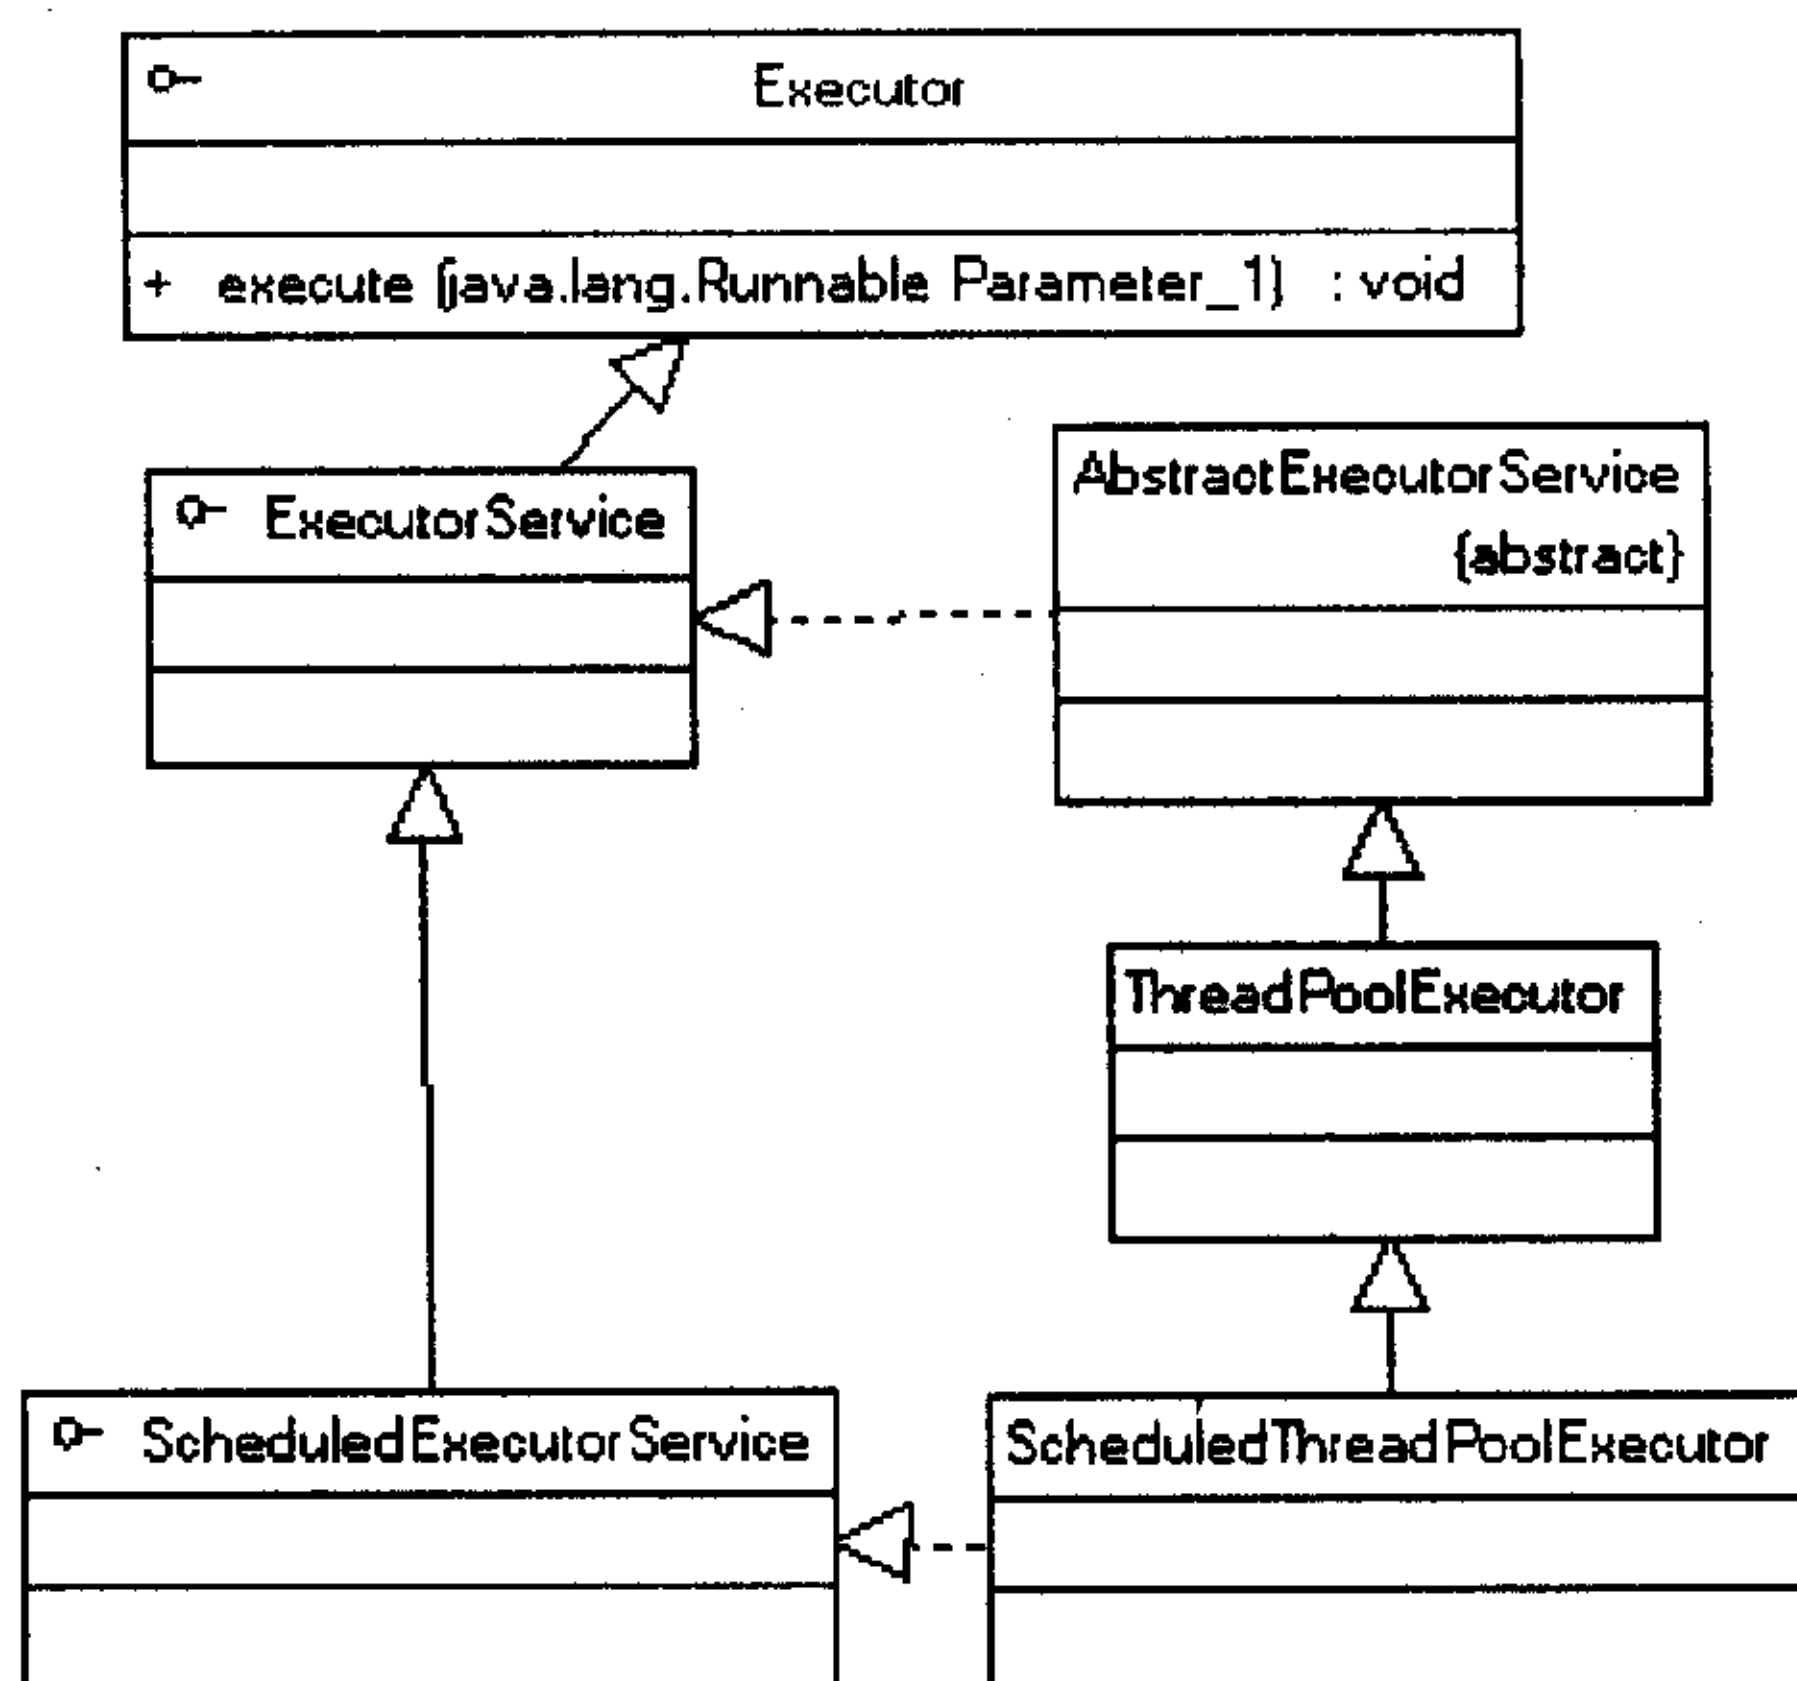 Executor
+ execute (java.lang.Runnable Parameter_1) : void
ExecutorService
AbstractExecutorService
{abstract}
ThreadPoolExecutor
ScheduledExecutorService
ScheduledThreadPoolExecutor